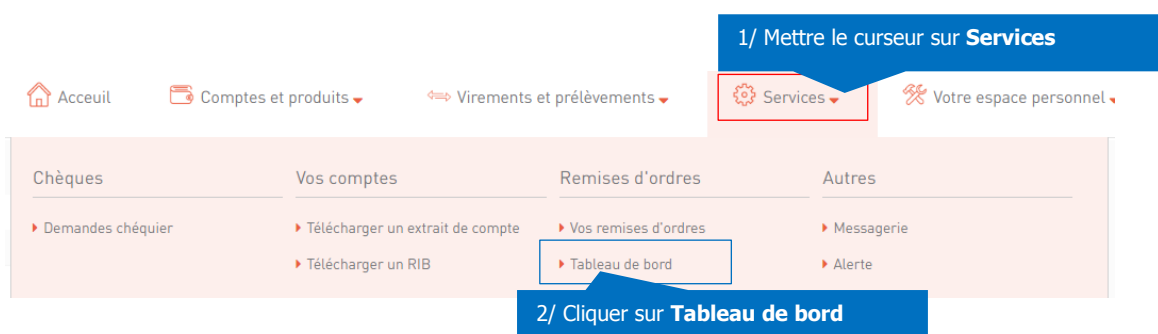 1/ Mettre le curseur sur Services
Acceuil Comptes et produits Virements et prélèvements Services Votre espace personnel
Chèques Vos comptes Remises d'ordres Autres
Demandes chéquier Télécharger un extrait de compte Vos remises d'ordres Messagerie
Télécharger un RIB Tableau de bord Alerte
2/ Cliquer sur Tableau de bord